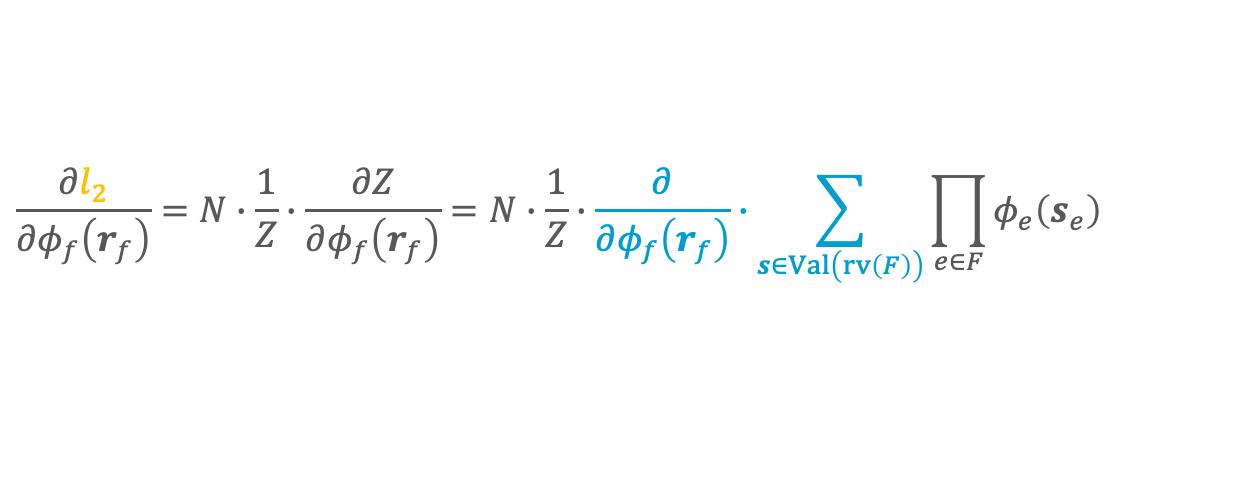 ∂l₂/∂ϕ_f(𝒓_f) = N · 1/Z · ∂Z/∂ϕ_f(𝒓_f) = N · 1/Z · ∂/∂ϕ_f(𝒓_f) · ∑_{𝒔∈Val(rv(F))} ∏_{e∈F} ϕ_e(𝒔_e)